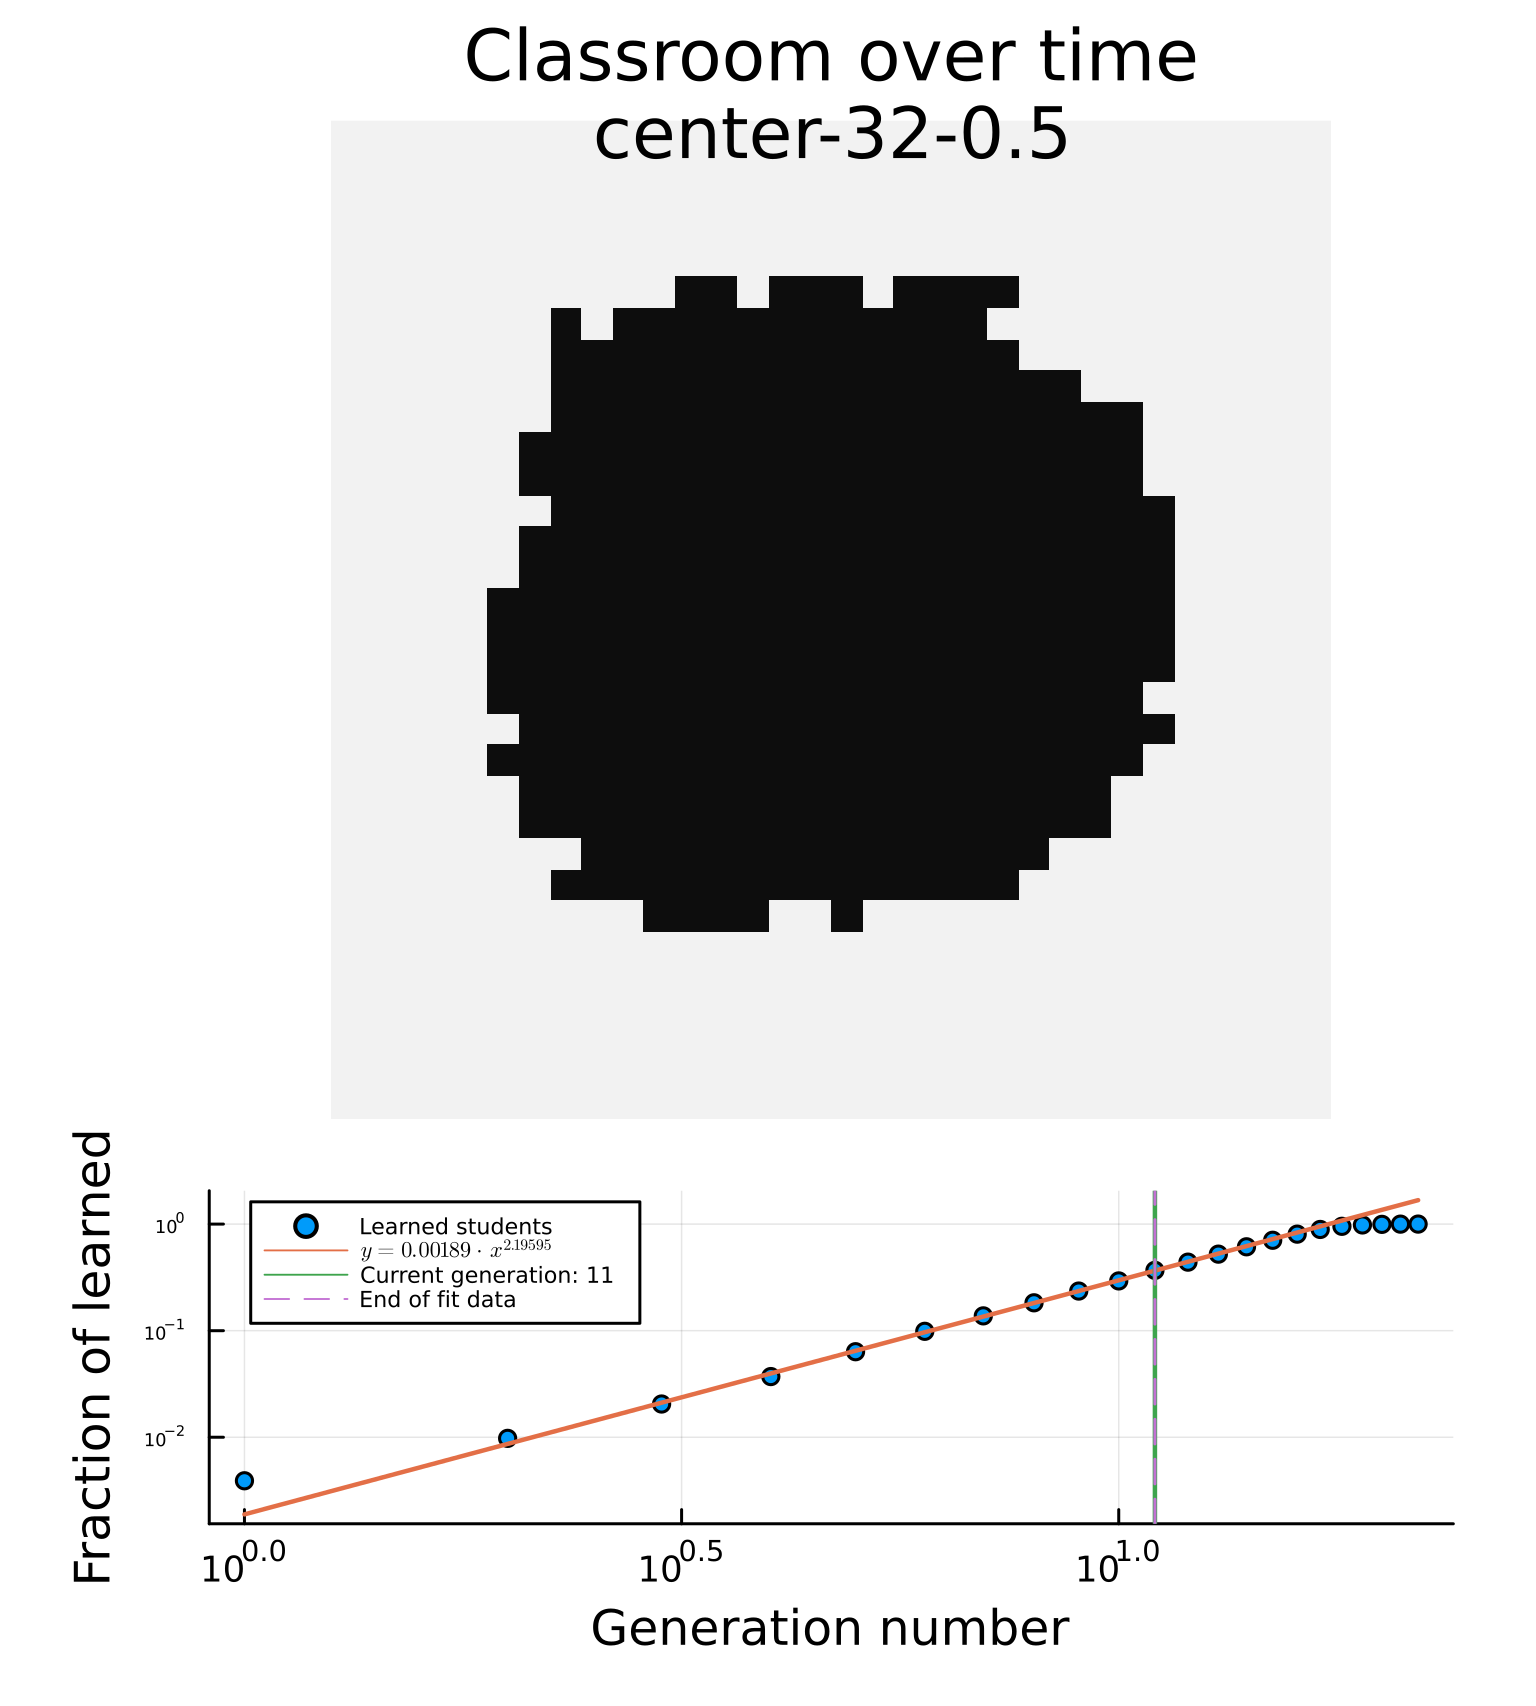 Classroom over time
center-32-0.5
Fraction of learned
10⁰
10⁻¹
10⁻²
Learned students
y = 0.00189 · x^2.19595
Current generation: 11
End of fit data
10^0.0
10^0.5
10^1.0
Generation number